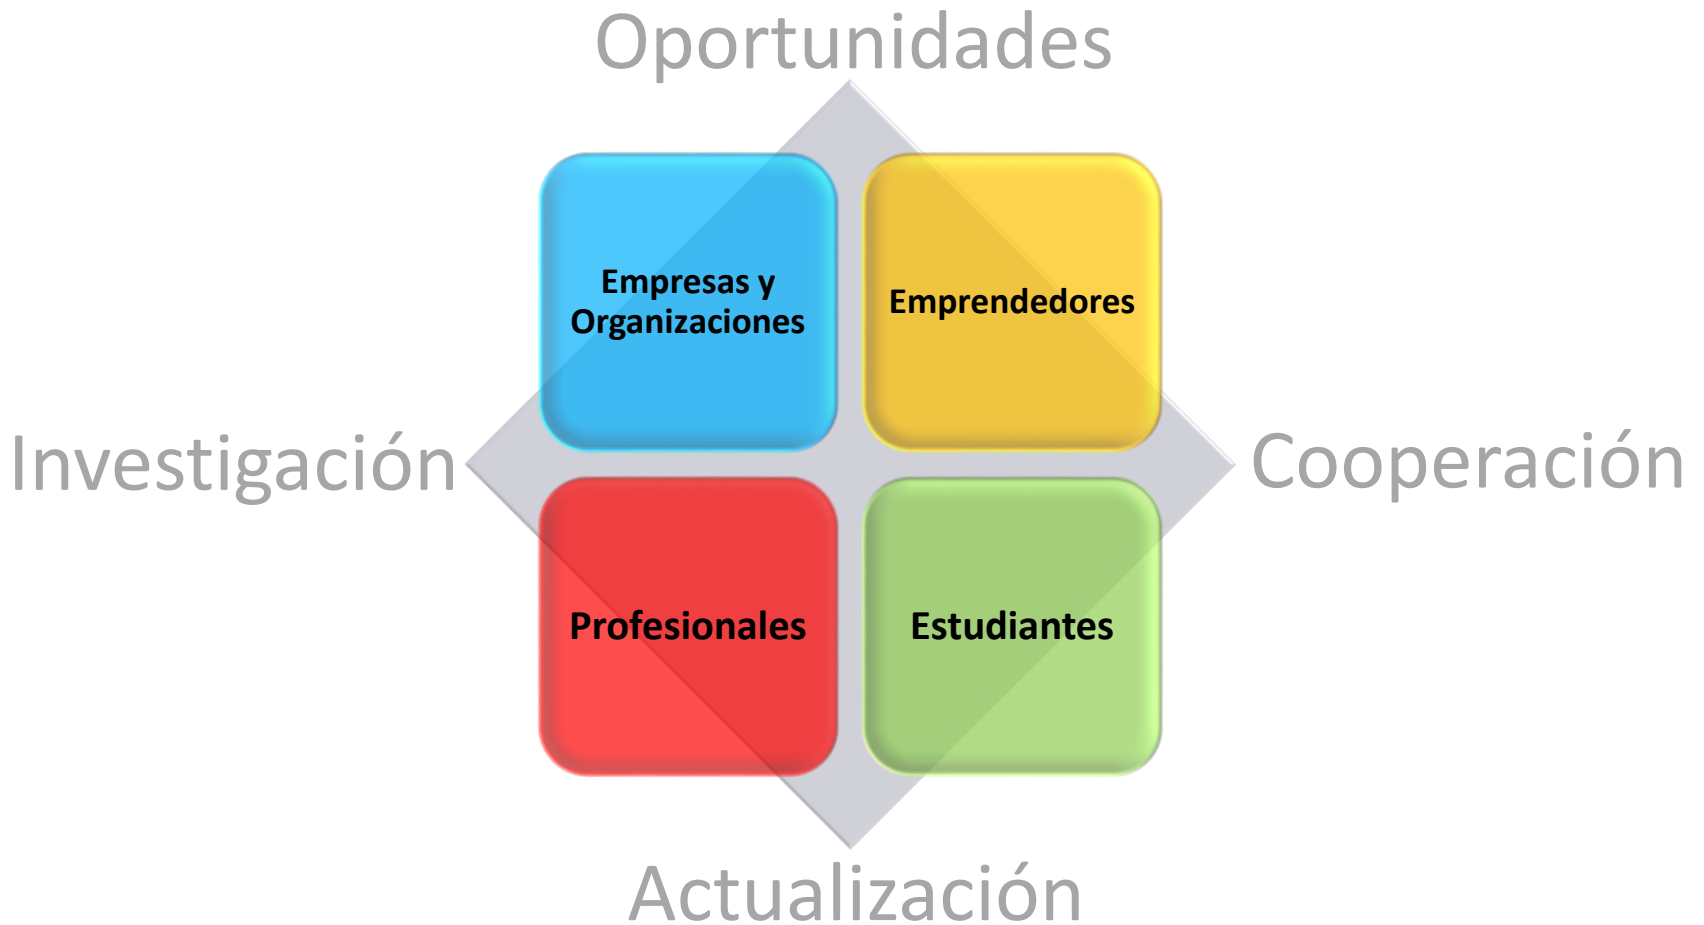 Oportunidades
Empresas y
Organizaciones
Emprendedores
Investigación
Cooperación
Profesionales
Estudiantes
Actualización